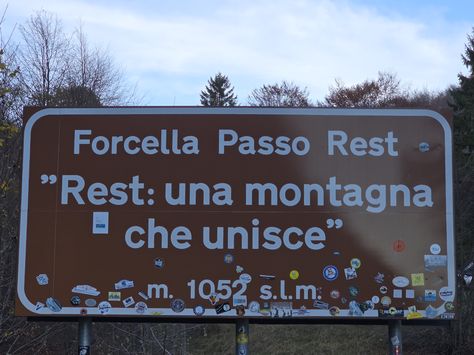 Forcella Passo Rest
”Rest: una montagna
che unisce”
m. 1052 s.l.m.